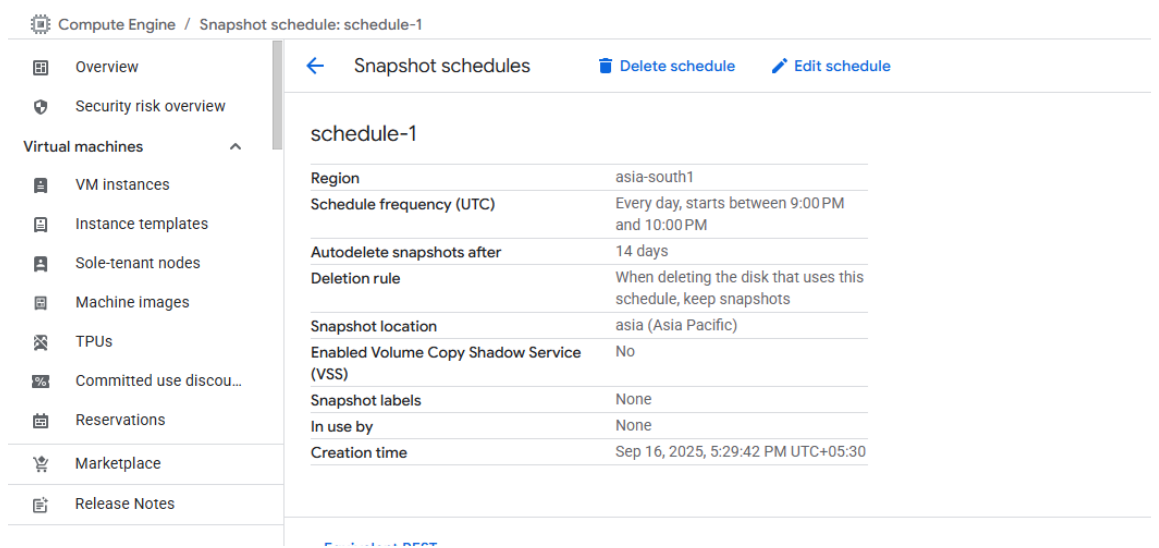 Compute Engine / Snapshot schedule: schedule-1
Overview
Security risk overview
Virtual machines
VM instances
Instance templates
Sole-tenant nodes
Machine images
TPUs
Committed use discou...
Reservations
Marketplace
Release Notes
Snapshot schedules
Delete schedule
Edit schedule
schedule-1
Region asia-south1
Schedule frequency (UTC) Every day, starts between 9:00 PM
and 10:00 PM
Autodelete snapshots after 14 days
Deletion rule When deleting the disk that uses this
schedule, keep snapshots
Snapshot location asia (Asia Pacific)
Enabled Volume Copy Shadow Service No
(VSS)
Snapshot labels None
In use by None
Creation time Sep 16, 2025, 5:29:42 PM UTC+05:30
Equivalent REST